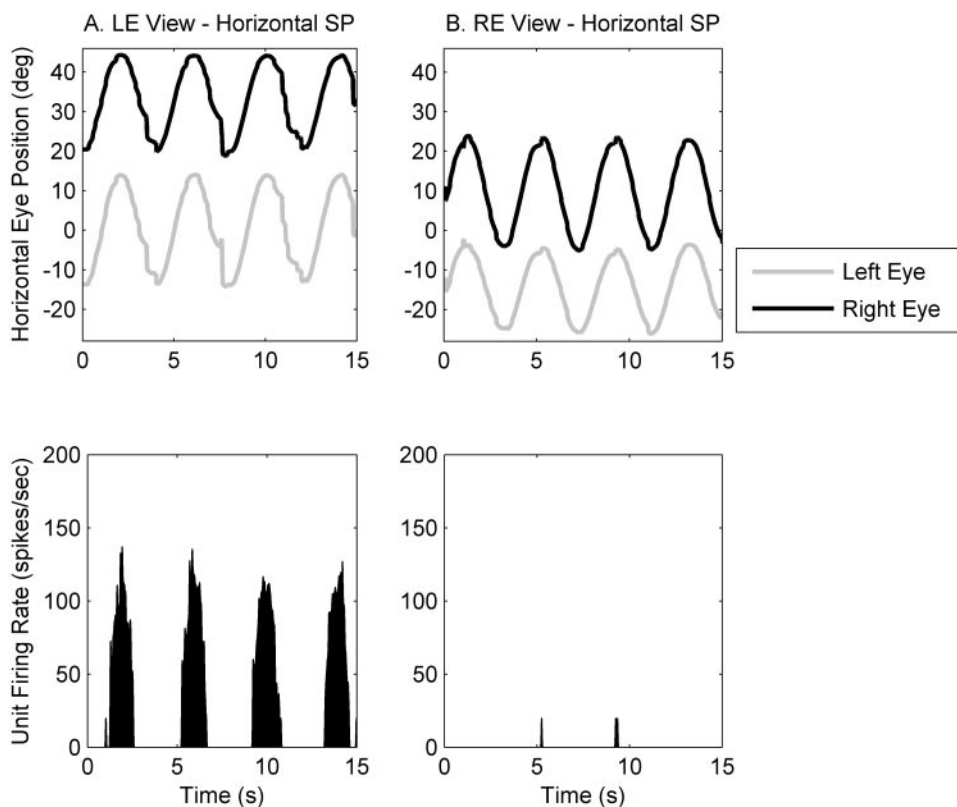 A. LE View - Horizontal SP
B. RE View - Horizontal SP
Horizontal Eye Position (deg)
40
30
20
10
0
-10
-20
0 5 10 15
40
30
20
10
0
-10
-20
0 5 10 15
Left Eye
Right Eye
Unit Firing Rate (spikes/sec)
200
150
100
50
0
0 5 10 15
Time (s)
200
150
100
50
0
0 5 10 15
Time (s)